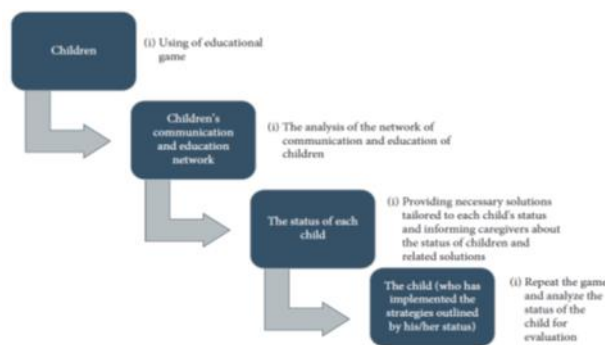 Children
(i) Using of educational
game
Children's
communication
and education
network
(i) The analysis of the network of
communication and education of
children
The status of each
child
(i) Providing necessary solutions
tailored to each child's status
and informing caregivers about
the status of children and
related solutions
The child (who has
implemented the
strategies outlined
by his/her status)
(i) Repeat the game
and analyze the
status of the
child for
evaluation